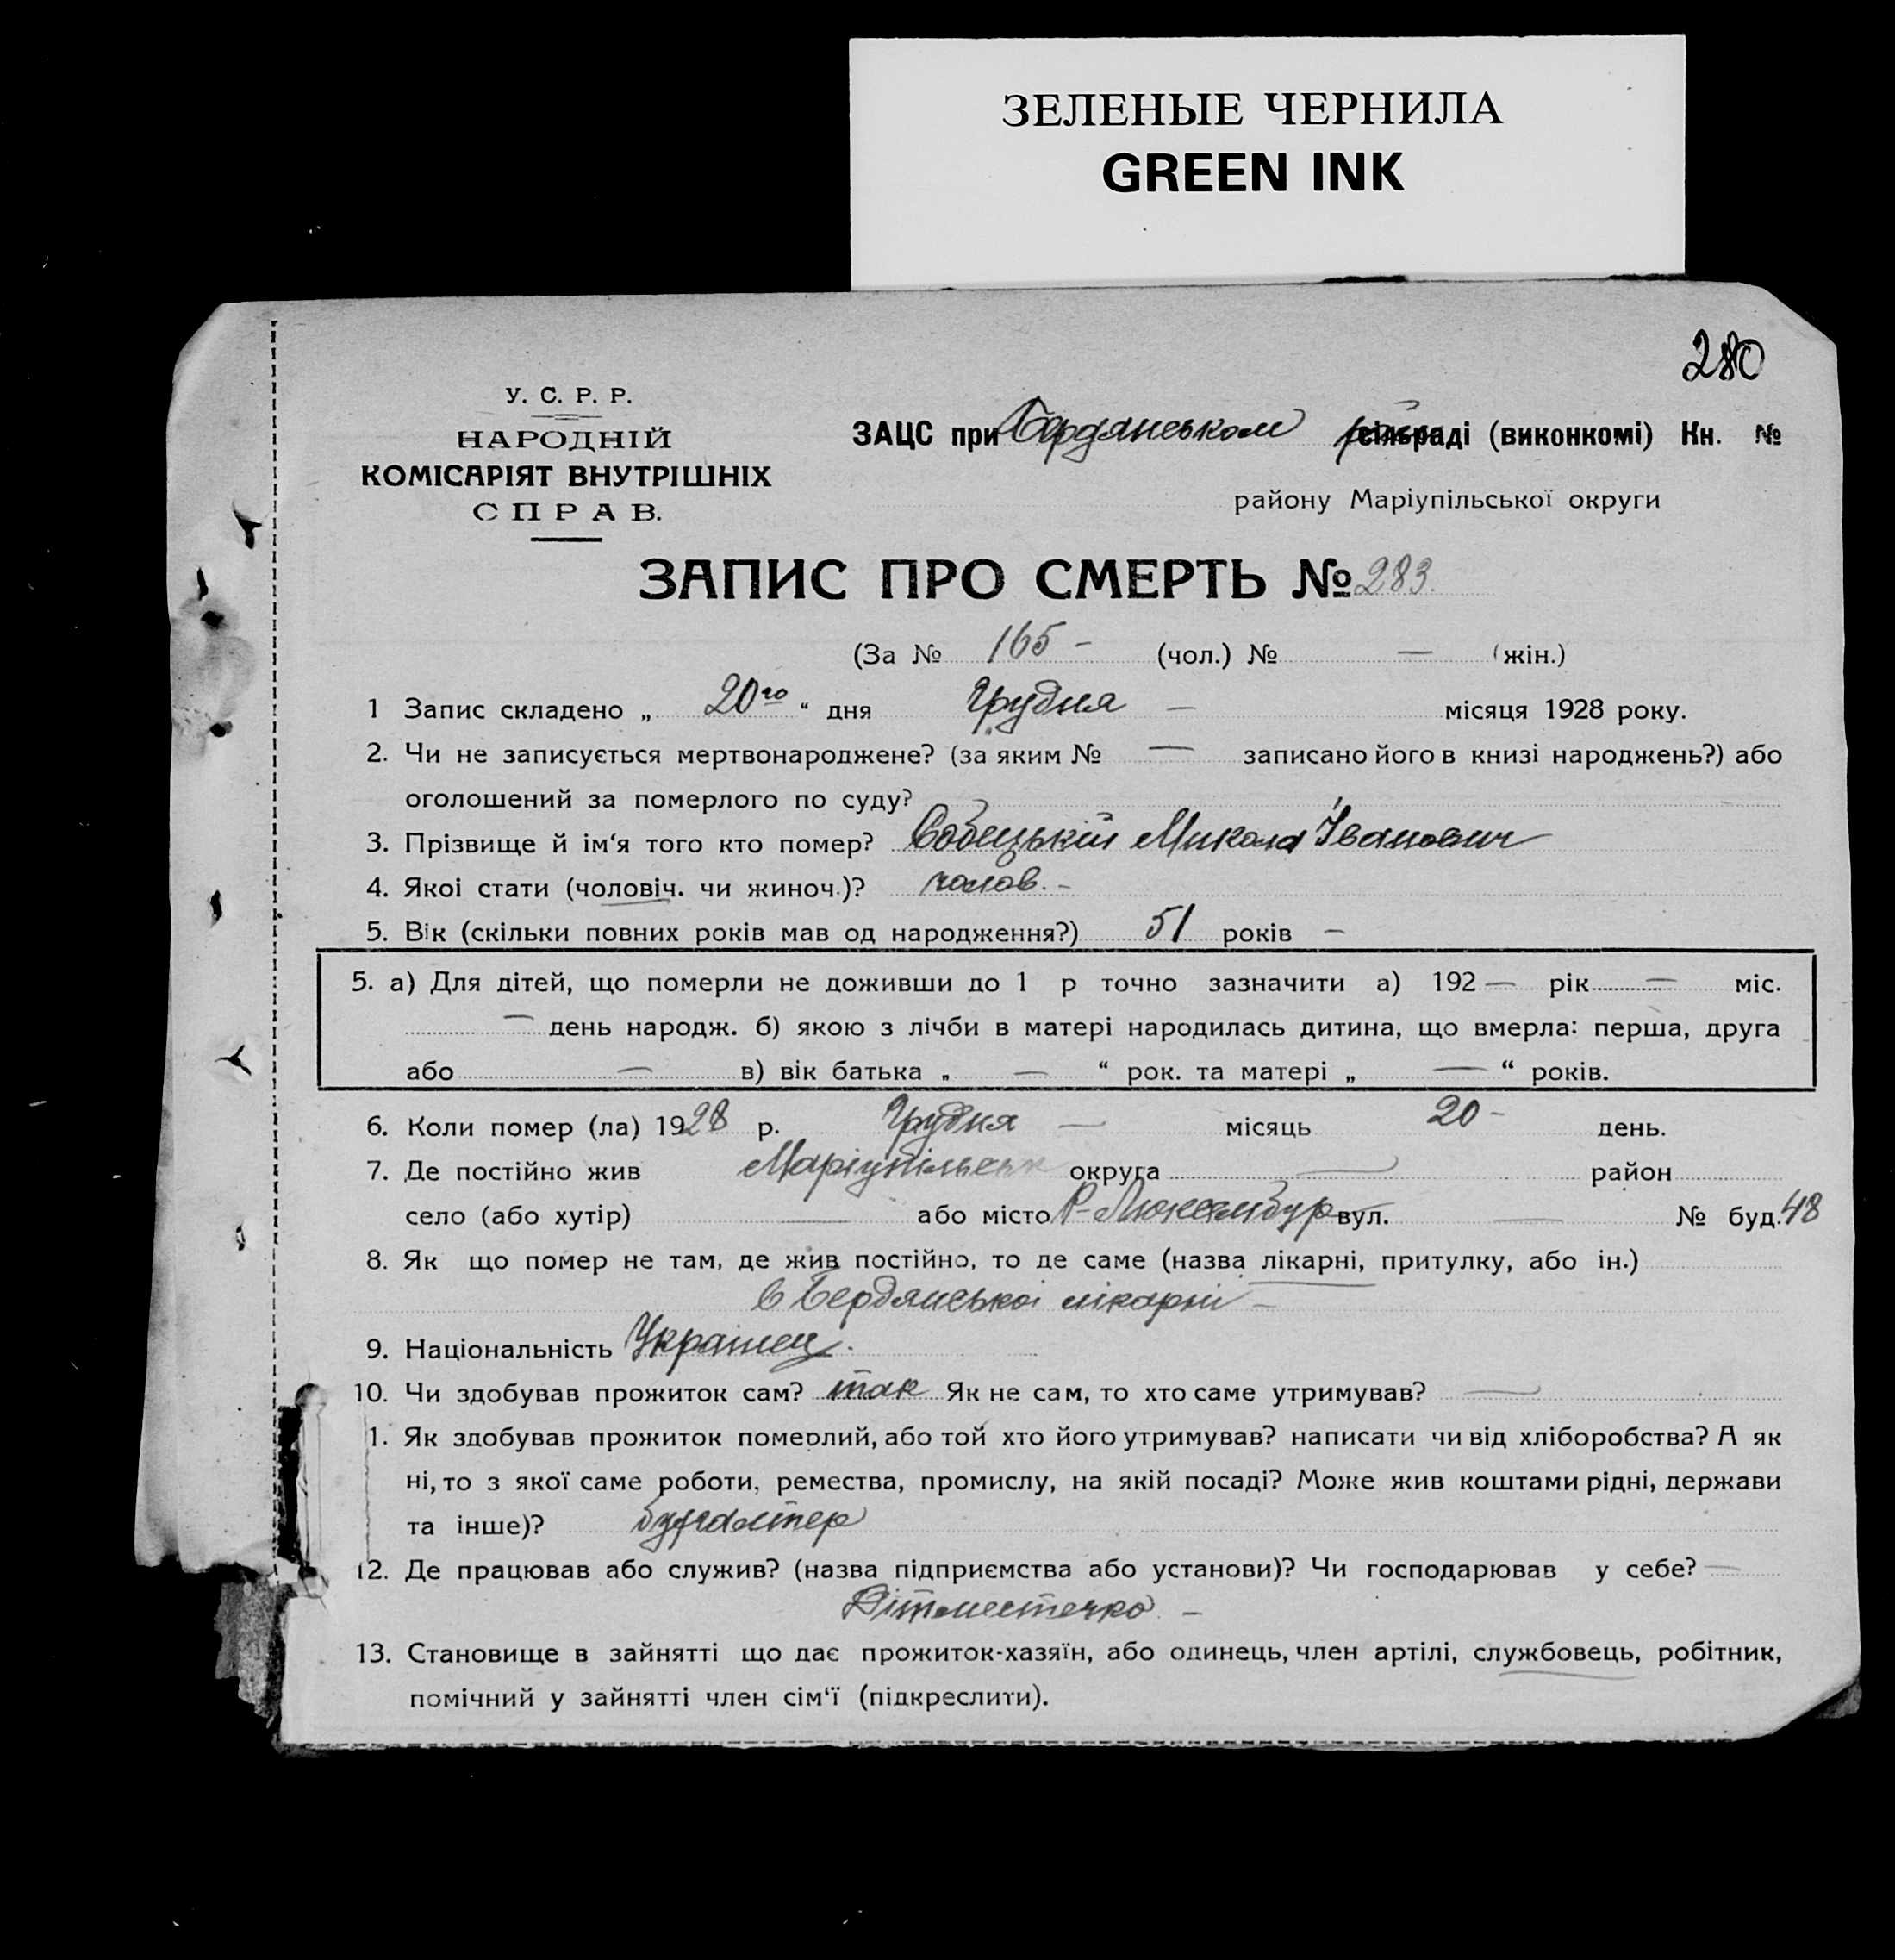 ЗЕЛЕНЫЕ ЧЕРНИЛА
GREEN INK
280
У. С. Р. Р.
НАРОДНІЙ
КОМІСАРІЯТ ВНУТРІШНІХ
СПРАВ.
ЗАЦС при Бердянськом сільраді (виконкомі) Кн. №
району Маріупільської округи
ЗАПИС ПРО СМЕРТЬ № 283.
(За № 165 - (чол.) № — (жін.)
1 Запис складено „ 20го “ дня Грудня — місяця 1928 року.
2. Чи не записується мертвонароджене? (за яким № — записано його в книзі народжень?) або
оголошений за померлого по суду?
3. Прізвище й ім‘я того кто помер? Собецькій Микола Іванович
4. Якоі стати (чоловіч. чи жиноч.)? чолов. -
5. Вік (скільки повних років мав од народження?) 51 років —
5. а) Для дітей, що померли не доживши до 1 р точно зазначити а) 192 — рік — міс.
— день народж. б) якою з лічби в матері народилась дитина, що вмерла: перша, друга
або — в) вік батька „ — “ рок. та матері „ — “ років.
6. Коли помер (ла) 1928 р. Грудня — місяць 20 - день.
7. Де постійно жив Маріупільськ округа — район
село (або хутір) — або місто Р-Люксембур вул. — № буд. 48
8. Як що помер не там, де жив постійно, то де саме (назва лікарні, притулку, або ін.)
в Бердянськоі лікарні —
9. Національність Українец.
10. Чи здобував прожиток сам? так Як не сам, то хто саме утримував? —
1. Як здобував прожиток померлий, або той хто його утримував? написати чи від хліборобства? А як
ні, то з якої саме роботи, ремества, промислу, на якій посаді? Може жив коштами рідні, держави
та інше)? бухгалтер
12. Де працював або служив? (назва підприємства або установи)? Чи господарював у себе? —
13. Становище в зайнятті що дає прожиток-хазяїн, або одинець, член артілі, службовець, робітник,
помічний у зайнятті член сім‘ї (підкреслити).